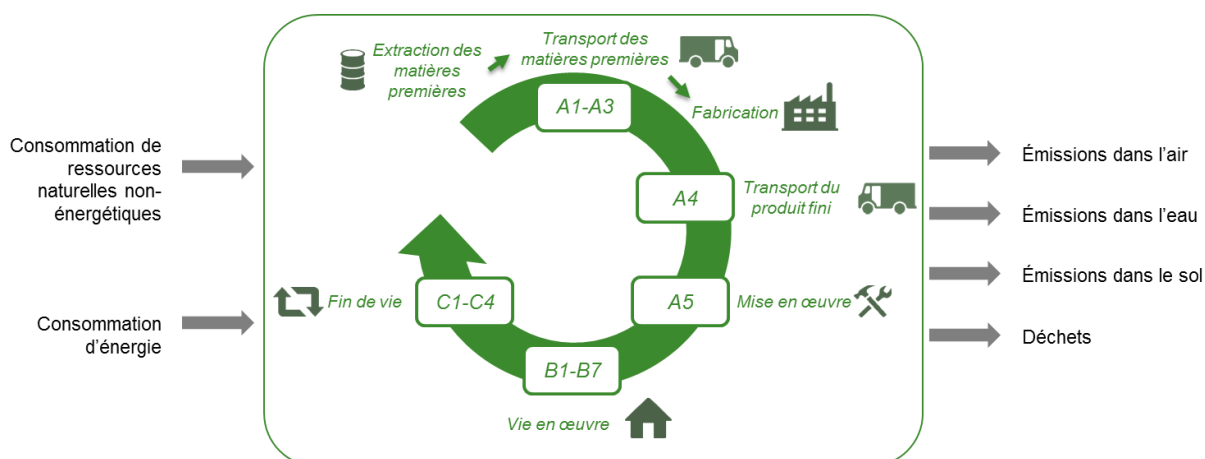 Extraction des
matières
premières
Transport des
matières premières
Fabrication
A1-A3
Consommation de
ressources
naturelles non-
énergétiques
A4
Transport du
produit fini
Émissions dans l'air
Émissions dans l'eau
Émissions dans le sol
Déchets
Consommation
d'énergie
Fin de vie
C1-C4
A5
Mise en œuvre
B1-B7
Vie en œuvre